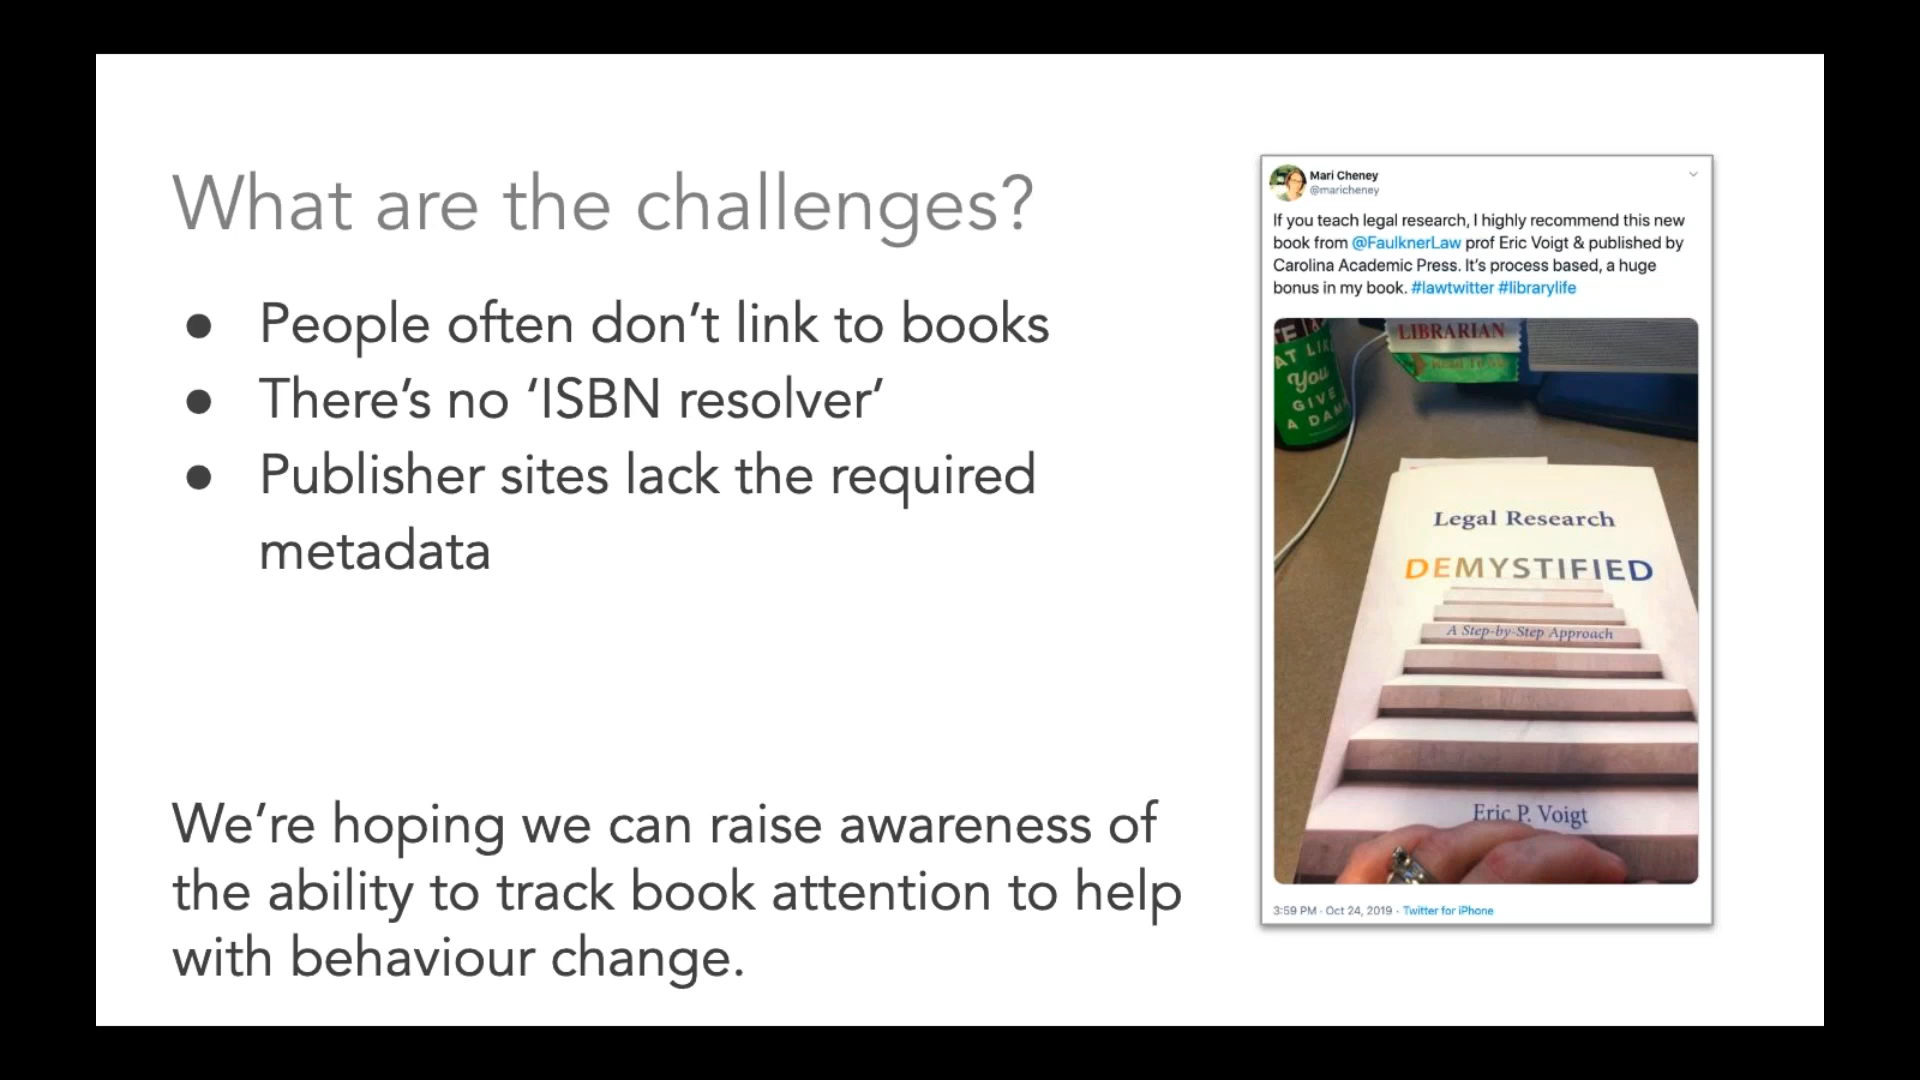 What are the challenges?
● People often don’t link to books
● There’s no ‘ISBN resolver’
● Publisher sites lack the required
metadata
We’re hoping we can raise awareness of
the ability to track book attention to help
with behaviour change.
Mari Cheney
@maricheney
If you teach legal research, I highly recommend this new
book from @FaulknerLaw prof Eric Voigt & published by
Carolina Academic Press. It’s process based, a huge
bonus in my book. #lawtwitter #librarylife
LIBRARIAN
AT LIK
You
GIVE
A DAM
Legal Research
DEMYSTIFIED
A Step-by-Step Approach
Eric P. Voigt
3:59 PM · Oct 24, 2019 · Twitter for iPhone